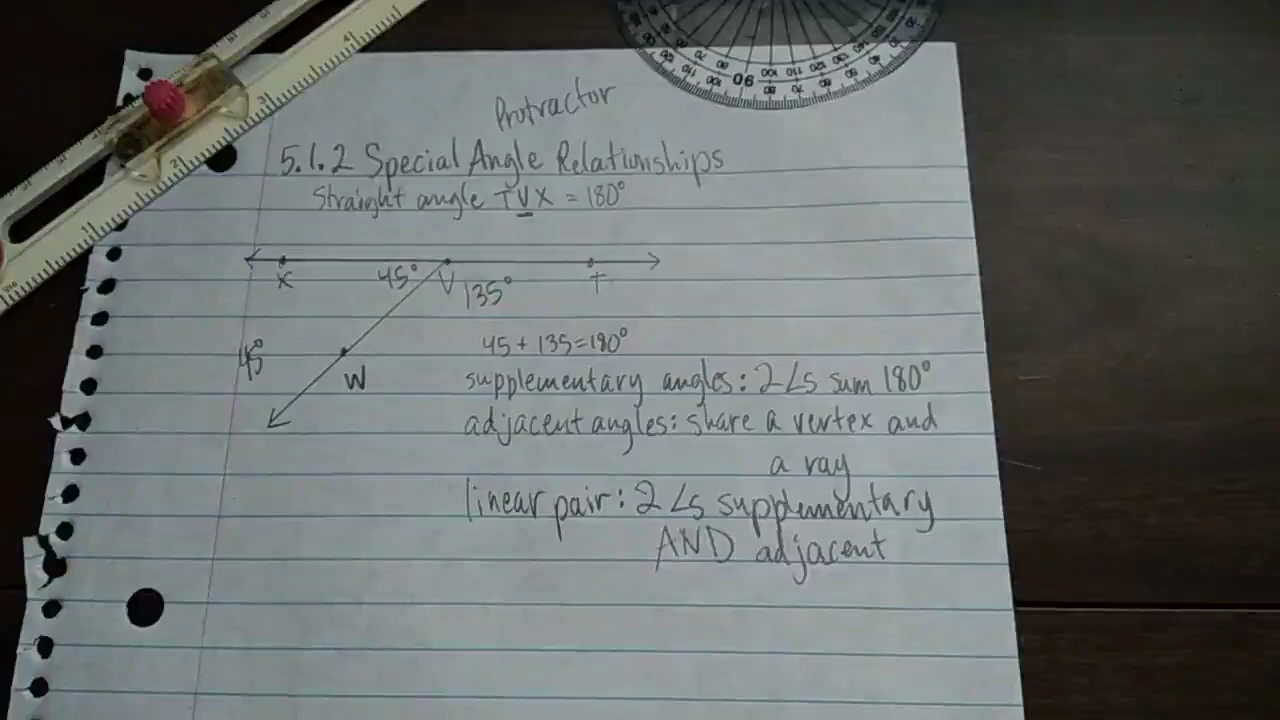 Protractor
5.1.2 Special Angle Relationships
Straight angle TVX = 180°
X 45° V 135° T
45 + 135 = 180°
45°
W
supplementary angles: 2 ∠s sum 180°
adjacent angles: share a vertex and
a ray
linear pair: 2 ∠s supplementary
AND adjacent